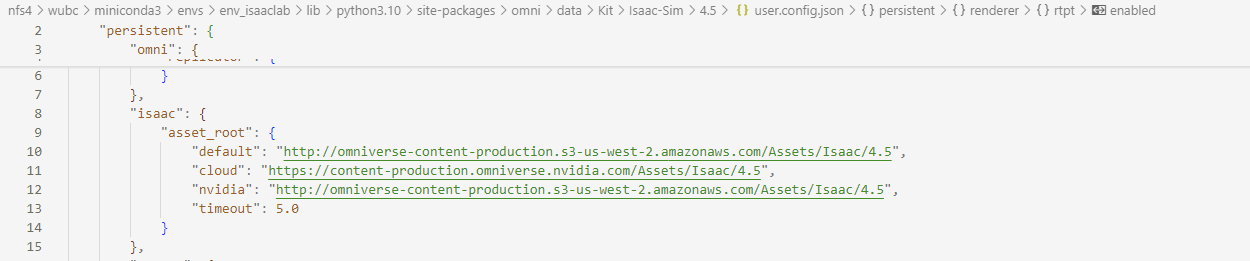 nfs4 > wubc > miniconda3 > envs > env_isaaclab > lib > python3.10 > site-packages > omni > data > Kit > Isaac-Sim > 4.5 > {} user.config.json > {} persistent > {} renderer > {} rtpt > enabled
2 "persistent": {
3 "omni": {
6 }
7 },
8 "isaac": {
9 "asset_root": {
10 "default": "http://omniverse-content-production.s3-us-west-2.amazonaws.com/Assets/Isaac/4.5",
11 "cloud": "https://content-production.omniverse.nvidia.com/Assets/Isaac/4.5",
12 "nvidia": "http://omniverse-content-production.s3-us-west-2.amazonaws.com/Assets/Isaac/4.5",
13 "timeout": 5.0
14 }
15 },